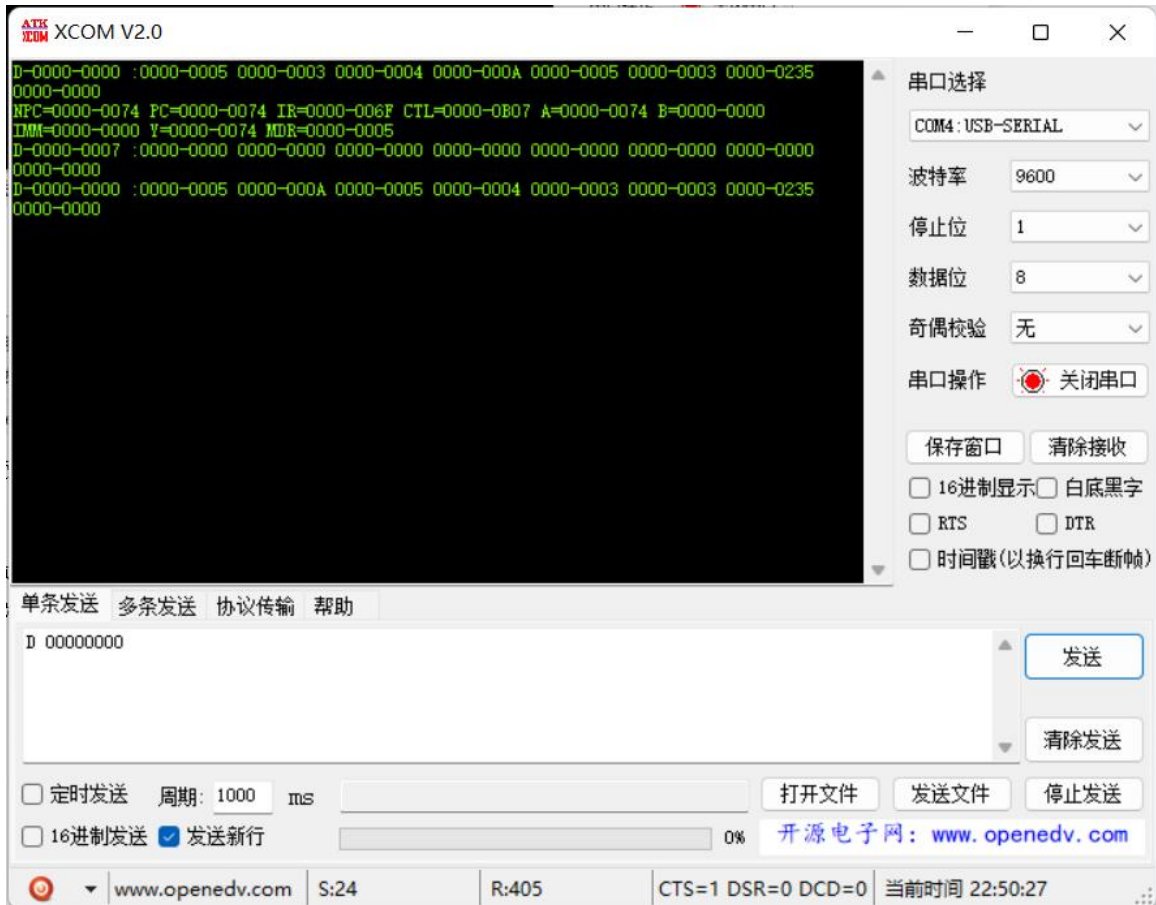 ATK
XCOM XCOM V2.0
D-0000-0000 :0000-0005 0000-0003 0000-0004 0000-000A 0000-0005 0000-0003 0000-0235
0000-0000
NPC=0000-0074 PC=0000-0074 IR=0000-006F CTL=0000-0B07 A=0000-0074 B=0000-0000
IMM=0000-0000 Y=0000-0074 MDR=0000-0005
D-0000-0007 :0000-0000 0000-0000 0000-0000 0000-0000 0000-0000 0000-0000 0000-0000
0000-0000
D-0000-0000 :0000-0005 0000-000A 0000-0005 0000-0004 0000-0003 0000-0003 0000-0235
0000-0000
串口选择
COM4:USB-SERIAL
波特率 9600
停止位 1
数据位 8
奇偶校验 无
串口操作 关闭串口
保存窗口 清除接收
16进制显示 白底黑字
RTS DTR
时间戳(以换行回车断帧)
单条发送 多条发送 协议传输 帮助
D 00000000
发送
清除发送
定时发送 周期: 1000 ms 打开文件 发送文件 停止发送
16进制发送 发送新行 0% 开源电子网: www.openedv.com
www.openedv.com S:24 R:405 CTS=1 DSR=0 DCD=0 当前时间 22:50:27